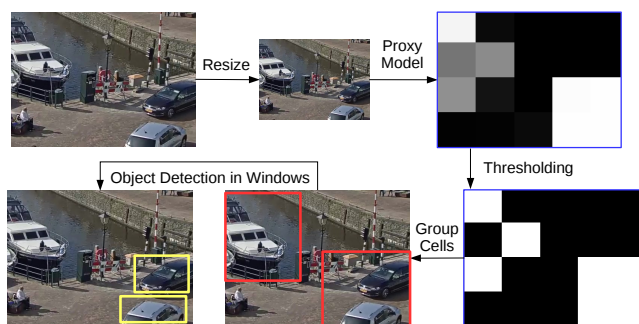 Resize
Proxy
Model
Thresholding
Object Detection in Windows
Group
Cells